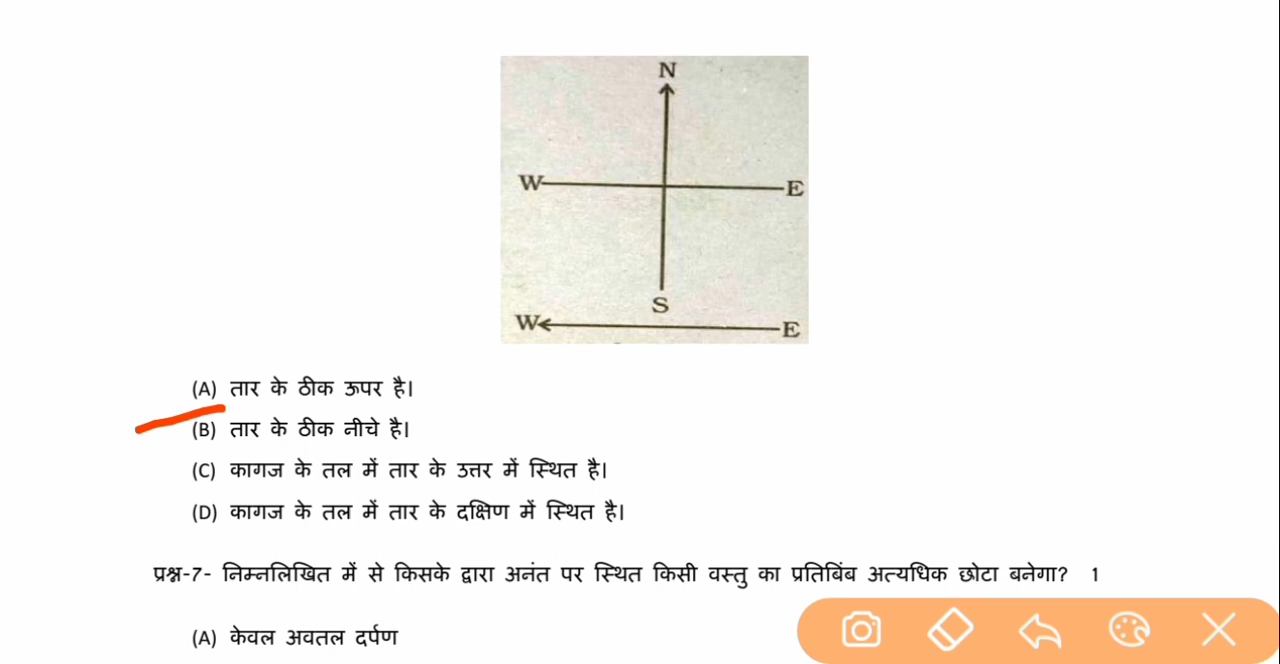 N
W E
S
W E
(A) तार के ठीक ऊपर है।
(B) तार के ठीक नीचे है।
(C) कागज के तल में तार के उत्तर में स्थित है।
(D) कागज के तल में तार के दक्षिण में स्थित है।
प्रश्न-7- निम्नलिखित में से किसके द्वारा अनंत पर स्थित किसी वस्तु का प्रतिबिंब अत्यधिक छोटा बनेगा? 1
(A) केवल अवतल दर्पण